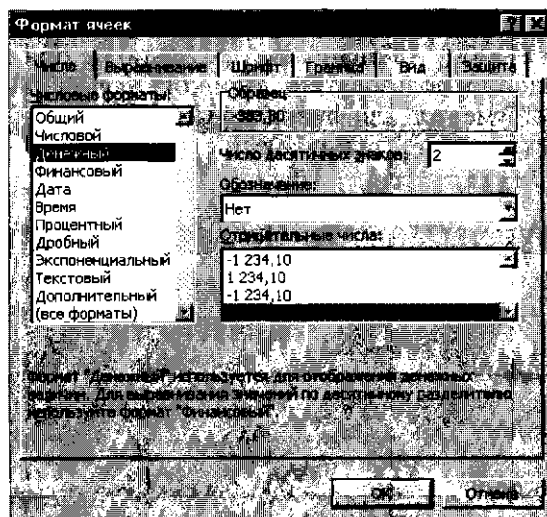 Формат ячеек
Число Выравнивание Шрифт Граница Вид Защита
Числовые форматы:
Общий
Числовой
Денежный
Финансовый
Дата
Время
Процентный
Дробный
Экспоненциальный
Текстовый
Дополнительный
(все форматы)
Образец
Число десятичных знаков: 2
Обозначение:
Нет
Отрицательные числа:
-1 234,10
1 234,10
-1 234,10
Формат "Денежный" используется для отображения денежных
величин. Для выравнивания значений по десятичному разделителю
используйте формат "Финансовый".
OK Отмена